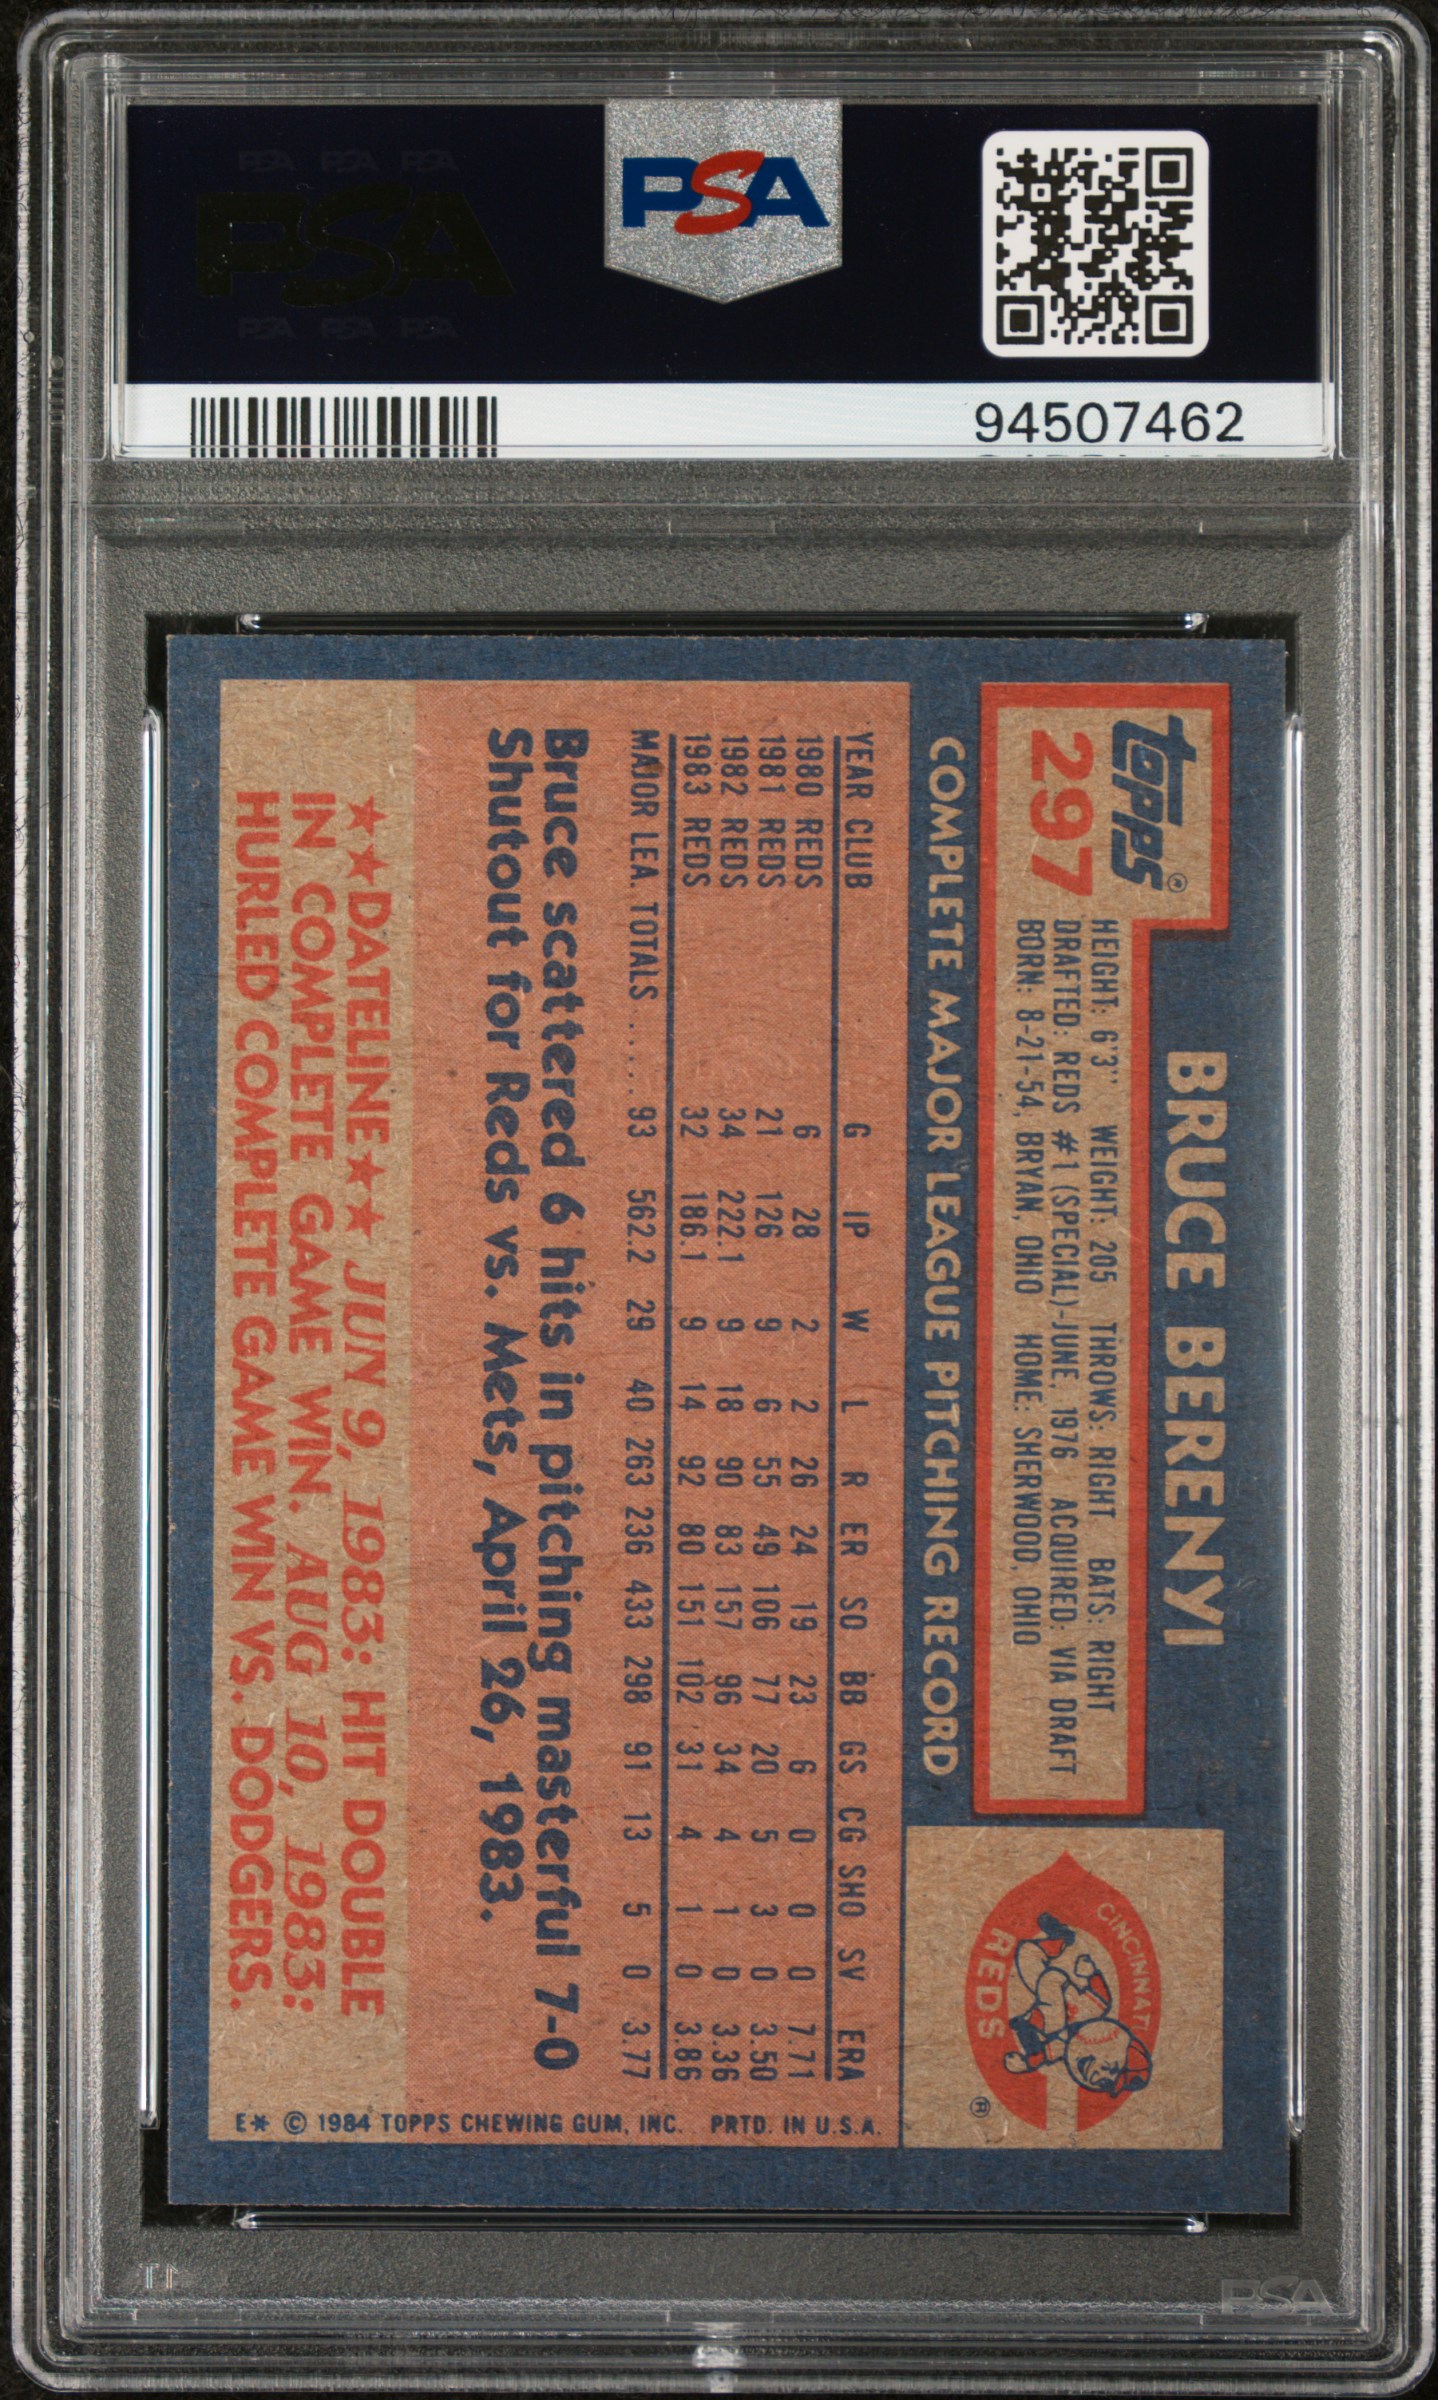 PSA PSA PSA
PSA
PSA PSA PSA
PSA
94507462
topps®
297
BRUCE BERENYI
HEIGHT: 6'3" WEIGHT: 205 THROWS: RIGHT BATS: RIGHT
DRAFTED: REDS #1 (SPECIAL)-JUNE, 1976 ACQUIRED: VIA DRAFT
BORN: 8-21-54, BRYAN, OHIO HOME: SHERWOOD, OHIO
CINCINNATI
REDS
®
COMPLETE MAJOR LEAGUE PITCHING RECORD
YEAR CLUB G IP W L R ER SO BB GS CG SHO SV ERA
1980 REDS 6 28 2 2 26 24 19 23 6 0 0 0 7.71
1981 REDS 21 126 9 6 55 49 106 77 20 5 3 0 3.50
1982 REDS 34 222.1 9 18 90 83 157 96 34 4 1 0 3.36
1983 REDS 32 186.1 9 14 92 80 151 102 31 4 1 0 3.86
MAJOR LEA. TOTALS ...... 93 562.2 29 40 263 236 433 298 91 13 5 0 3.77
Bruce scattered 6 hits in pitching masterful 7-0
Shutout for Reds vs. Mets, April 26, 1983.
★★DATELINE★★ JUN 9, 1983: HIT DOUBLE
IN COMPLETE GAME WIN. AUG 10, 1983:
HURLED COMPLETE GAME WIN VS. DODGERS.
E* © 1984 TOPPS CHEWING GUM, INC. PRTD. IN U.S.A.
PSA